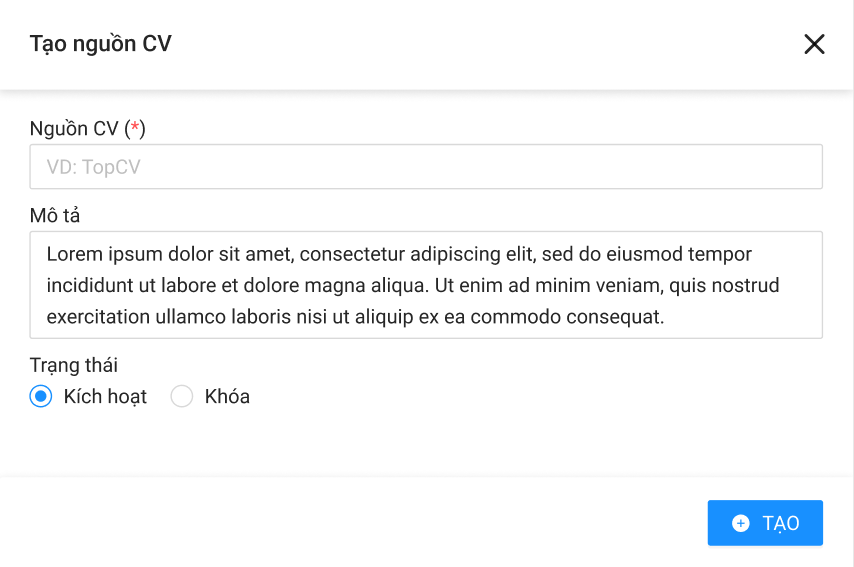 Tạo nguồn CV
Nguồn CV (*)
VD: TopCV
Mô tả
Lorem ipsum dolor sit amet, consectetur adipiscing elit, sed do eiusmod tempor
incididunt ut labore et dolore magna aliqua. Ut enim ad minim veniam, quis nostrud
exercitation ullamco laboris nisi ut aliquip ex ea commodo consequat.
Trạng thái
Kích hoạt Khóa
TẠO